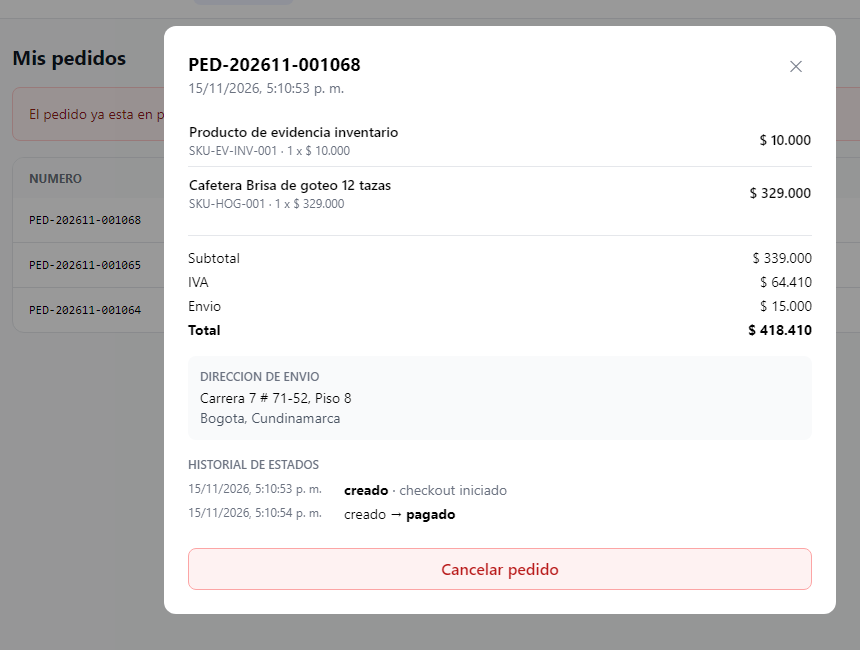 Mis pedidos
El pedido ya esta en p
NUMERO
PED-202611-001068
PED-202611-001065
PED-202611-001064
PED-202611-001068
15/11/2026, 5:10:53 p. m.
Producto de evidencia inventario
SKU-EV-INV-001 · 1 x $ 10.000
$ 10.000
Cafetera Brisa de goteo 12 tazas
SKU-HOG-001 · 1 x $ 329.000
$ 329.000
Subtotal $ 339.000
IVA $ 64.410
Envio $ 15.000
Total $ 418.410
DIRECCION DE ENVIO
Carrera 7 # 71-52, Piso 8
Bogota, Cundinamarca
HISTORIAL DE ESTADOS
15/11/2026, 5:10:53 p. m. creado · checkout iniciado
15/11/2026, 5:10:54 p. m. creado → pagado
Cancelar pedido